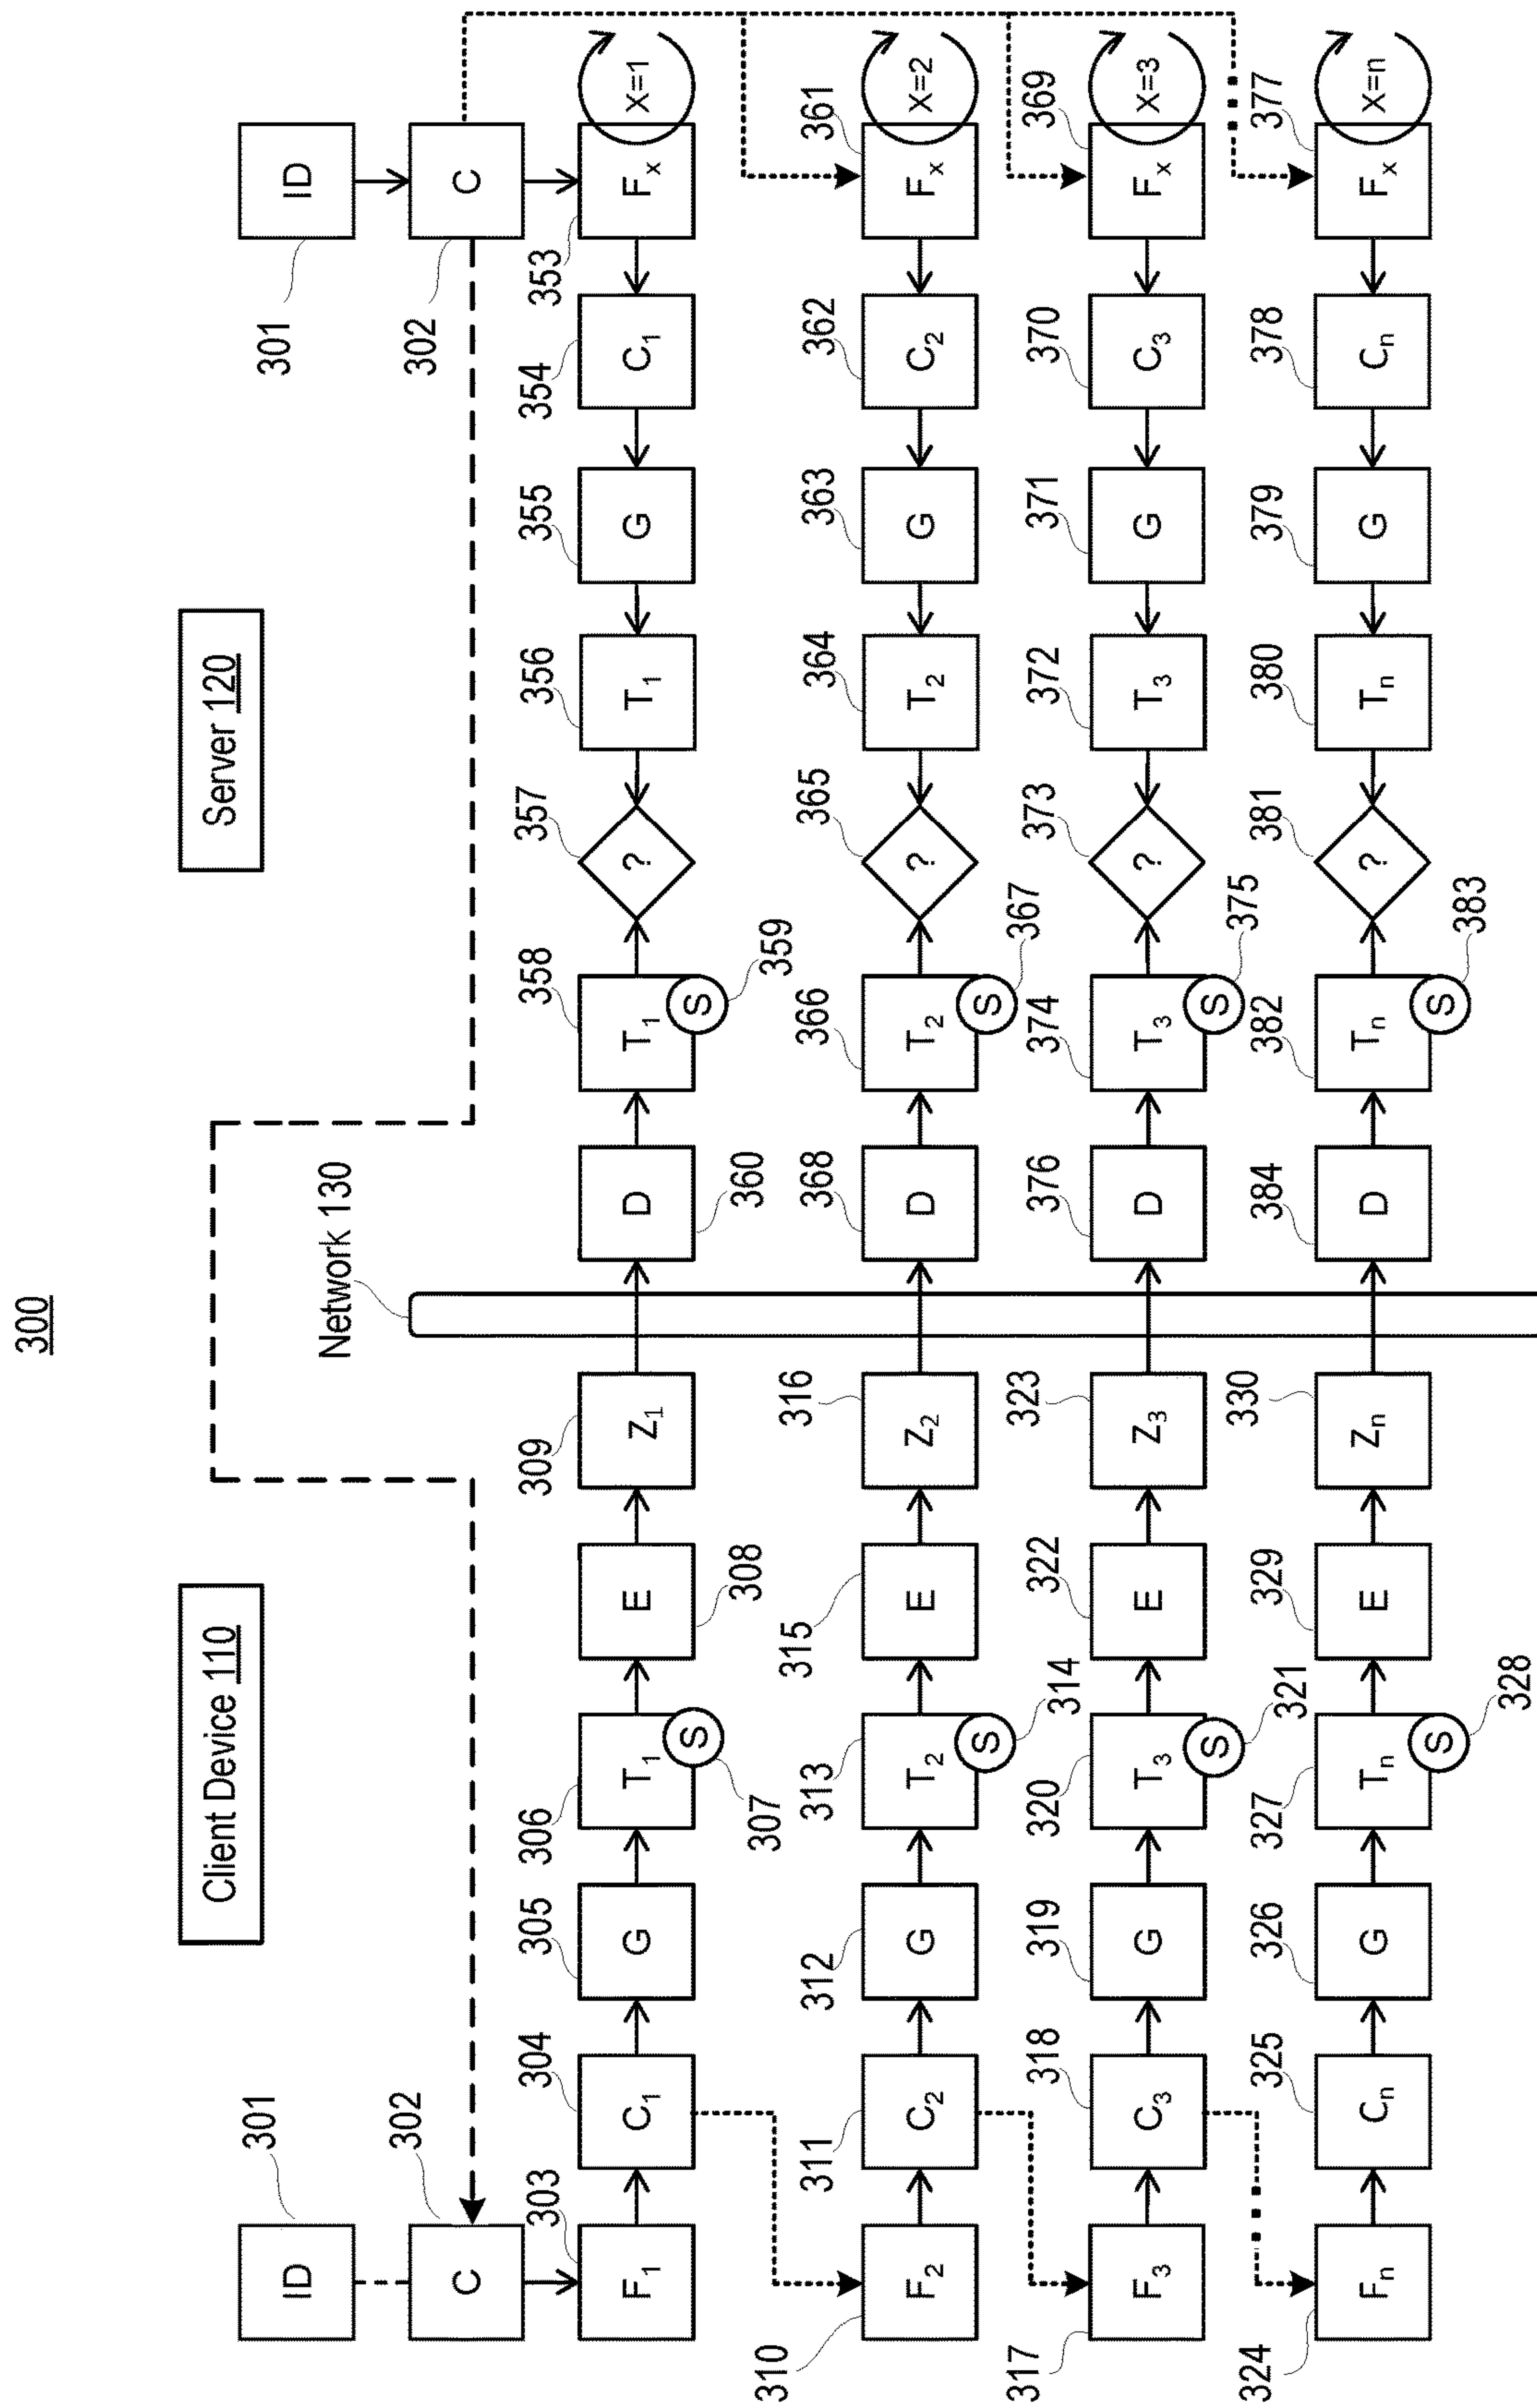 300
Client Device 110 Server 120
301
ID ID
301
Network 130
302 302
C C
303 304 305 306 309 358 357 356 355 354 353
F1 C1 G T1 E Z1 D T1 ? T1 G C1 Fx X=1
S S
307 308 360 359
310 311 312 313 315 316 368 366 365 364 363 362 361
F2 C2 G T2 E Z2 D T2 ? T2 G C2 Fx X=2
S S
314 367
317 318 319 320 322 323 376 374 373 372 371 370 369
F3 C3 G T3 E Z3 D T3 ? T3 G C3 Fx X=3
S S
321 375
324 325 326 327 329 330 384 382 381 380 379 378 377
Fn Cn G Tn E Zn D Tn ? Tn G Cn Fx X=n
S S
328 383